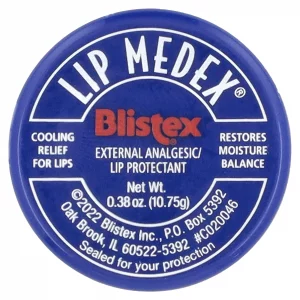 LIP MEDEX®
Blistex
COOLING
RELIEF
FOR LIPS
EXTERNAL ANALGESIC/
LIP PROTECTANT
RESTORES
MOISTURE
BALANCE
Net Wt.
0.38 oz. (10.75g)
©2022 Blistex Inc., P.O. Box 5392
Oak Brook, IL 60522-5392 #C020046
Sealed for your protection